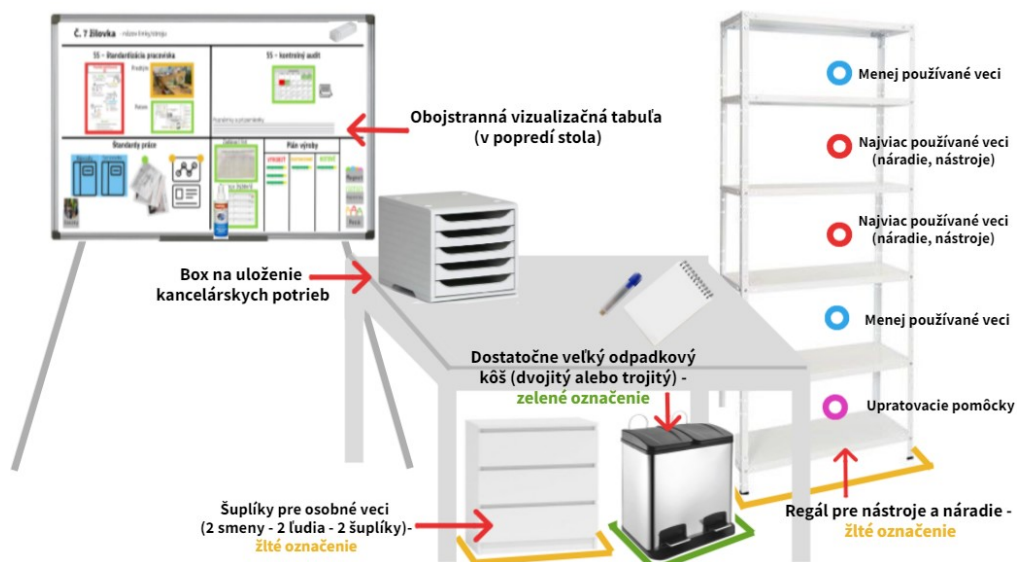 Č. 7 žilovka
5S - Štandardizácia pracoviska
5S - kontrolný audit
Štandardy práce
Plán výroby
Obojstranná vizualizačná tabuľa
(v popredí stola)
Box na uloženie
kancelárskych potrieb
Dostatočne veľký odpadkový
kôš (dvojitý alebo trojitý) -
zelené označenie
Šuplíky pre osobné veci
(2 smeny - 2 ľudia - 2 šuplíky)-
žlté označenie
Menej používané veci
Najviac používané veci
(náradie, nástroje)
Najviac používané veci
(náradie, nástroje)
Menej používané veci
Upratovacie pomôcky
Regál pre nástroje a náradie -
žlté označenie